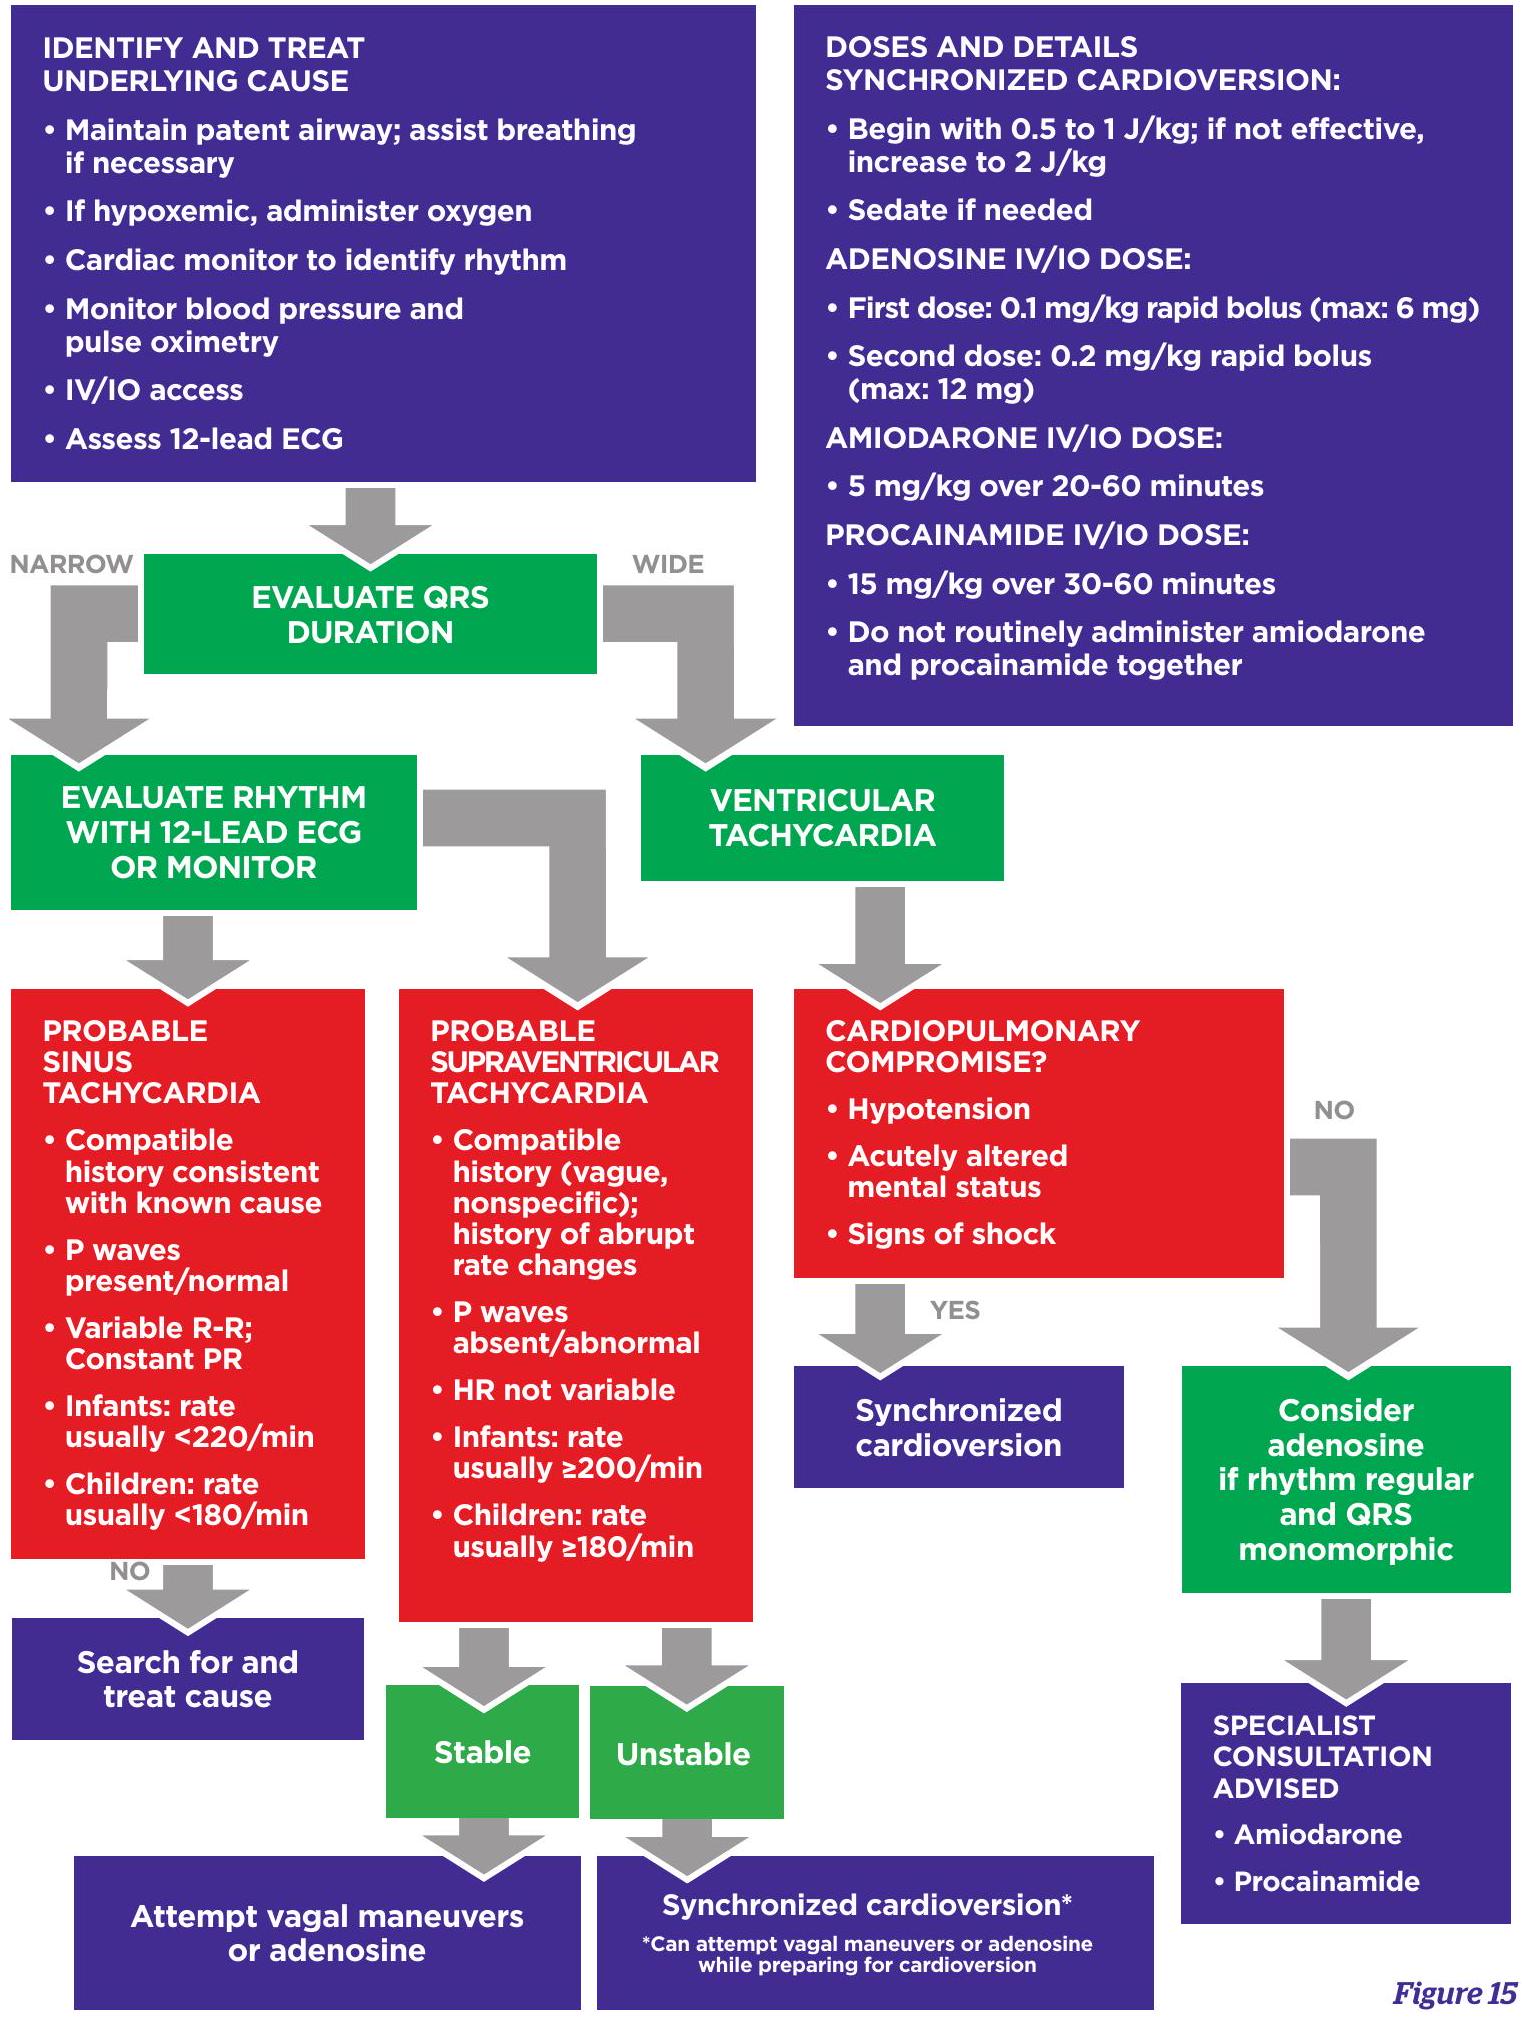 IDENTIFY AND TREAT
UNDERLYING CAUSE
• Maintain patent airway; assist breathing
if necessary
• If hypoxemic, administer oxygen
• Cardiac monitor to identify rhythm
• Monitor blood pressure and
pulse oximetry
• IV/IO access
• Assess 12-lead ECG
DOSES AND DETAILS
SYNCHRONIZED CARDIOVERSION:
• Begin with 0.5 to 1 J/kg; if not effective,
increase to 2 J/kg
• Sedate if needed
ADENOSINE IV/IO DOSE:
• First dose: 0.1 mg/kg rapid bolus (max: 6 mg)
• Second dose: 0.2 mg/kg rapid bolus
(max: 12 mg)
AMIODARONE IV/IO DOSE:
• 5 mg/kg over 20-60 minutes
PROCAINAMIDE IV/IO DOSE:
• 15 mg/kg over 30-60 minutes
• Do not routinely administer amiodarone
and procainamide together
NARROW
EVALUATE QRS
DURATION
WIDE
EVALUATE RHYTHM
WITH 12-LEAD ECG
OR MONITOR
VENTRICULAR
TACHYCARDIA
PROBABLE
SINUS
TACHYCARDIA
• Compatible
history consistent
with known cause
• P waves
present/normal
• Variable R-R;
Constant PR
• Infants: rate
usually <220/min
• Children: rate
usually <180/min
PROBABLE
SUPRAVENTRICULAR
TACHYCARDIA
• Compatible
history (vague,
nonspecific);
history of abrupt
rate changes
• P waves
absent/abnormal
• HR not variable
• Infants: rate
usually ≥200/min
• Children: rate
usually ≥180/min
CARDIOPULMONARY
COMPROMISE?
• Hypotension
• Acutely altered
mental status
• Signs of shock
NO
YES
Synchronized
cardioversion
Consider
adenosine
if rhythm regular
and QRS
monomorphic
NO
Search for and
treat cause
Stable
Unstable
SPECIALIST
CONSULTATION
ADVISED
• Amiodarone
• Procainamide
Attempt vagal maneuvers
or adenosine
Synchronized cardioversion*
*Can attempt vagal maneuvers or adenosine
while preparing for cardioversion
Figure 15